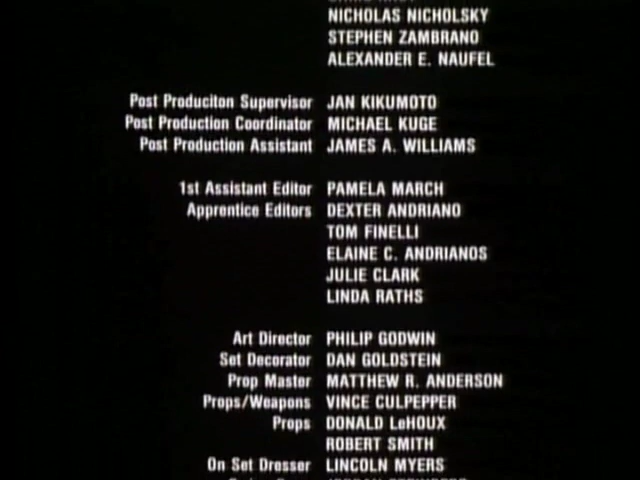 NICHOLAS NICHOLSKY
STEPHEN ZAMBRANO
ALEXANDER E. NAUFEL
Post Produciton Supervisor JAN KIKUMOTO
Post Production Coordinator MICHAEL KUGE
Post Production Assistant JAMES A. WILLIAMS
1st Assistant Editor PAMELA MARCH
Apprentice Editors DEXTER ANDRIANO
TOM FINELLI
ELAINE C. ANDRIANOS
JULIE CLARK
LINDA RATHS
Art Director PHILIP GODWIN
Set Decorator DAN GOLDSTEIN
Prop Master MATTHEW R. ANDERSON
Props/Weapons VINCE CULPEPPER
Props DONALD LeHOUX
ROBERT SMITH
On Set Dresser LINCOLN MYERS